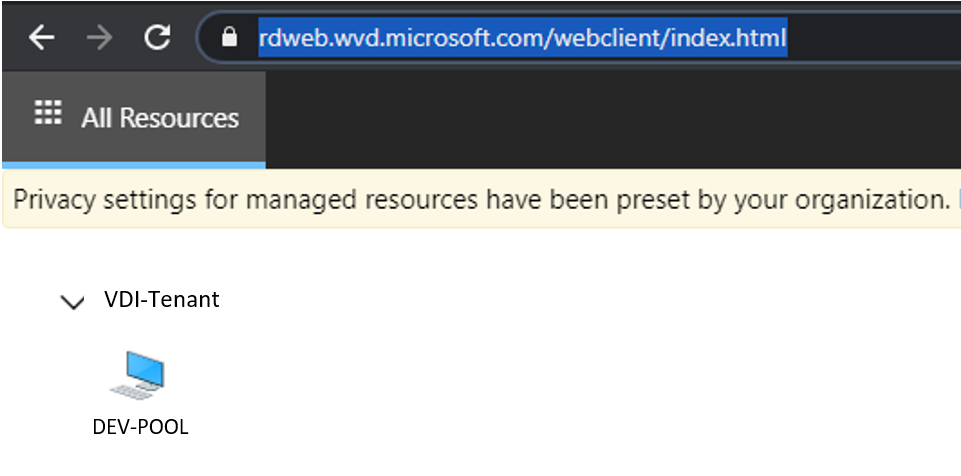 rdweb.wvd.microsoft.com/webclient/index.html
All Resources
Privacy settings for managed resources have been preset by your organization.
VDI-Tenant
DEV-POOL